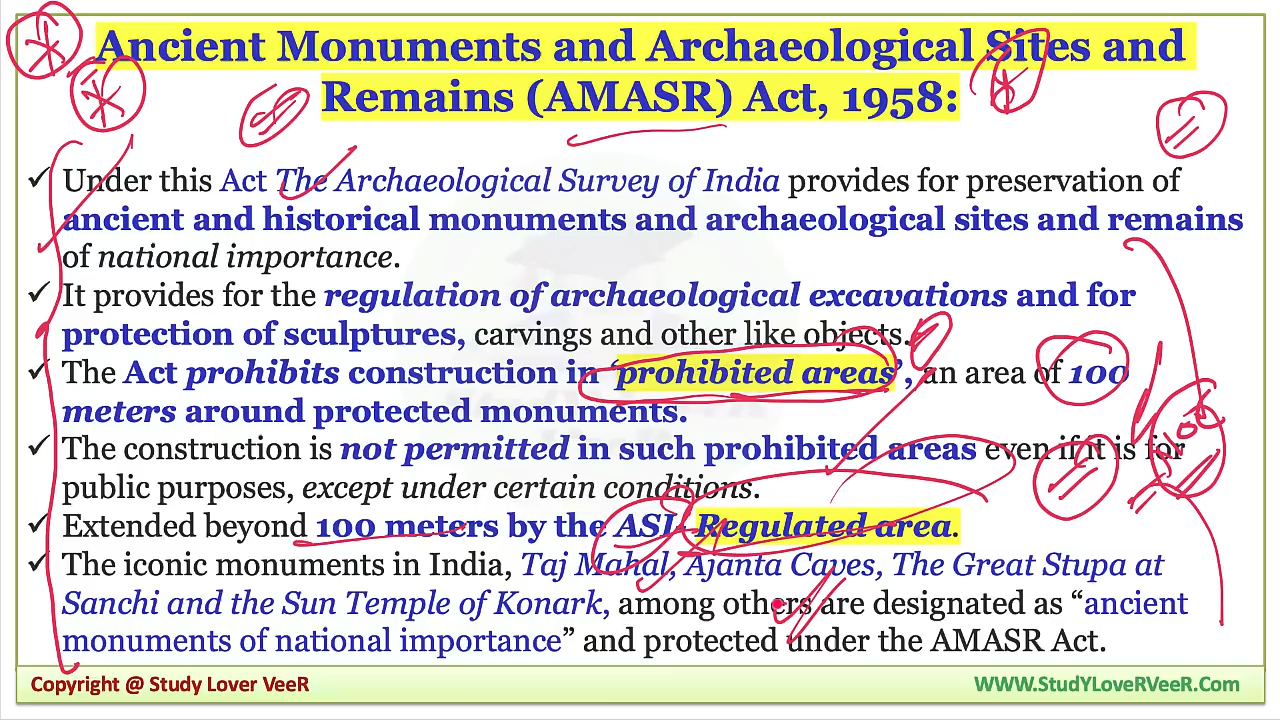 Ancient Monuments and Archaeological Sites and
Remains (AMASR) Act, 1958:
✓ Under this Act The Archaeological Survey of India provides for preservation of
ancient and historical monuments and archaeological sites and remains
of national importance.
✓ It provides for the regulation of archaeological excavations and for
protection of sculptures, carvings and other like objects.
✓ The Act prohibits construction in ‘prohibited areas’, an area of 100
meters around protected monuments.
✓ The construction is not permitted in such prohibited areas even if it is for
public purposes, except under certain conditions.
✓ Extended beyond 100 meters by the ASI- Regulated area.
✓ The iconic monuments in India, Taj Mahal, Ajanta Caves, The Great Stupa at
Sanchi and the Sun Temple of Konark, among others are designated as “ancient
monuments of national importance” and protected under the AMASR Act.
Copyright @ Study Lover VeeR
WWW.StudYLoveRVeeR.Com